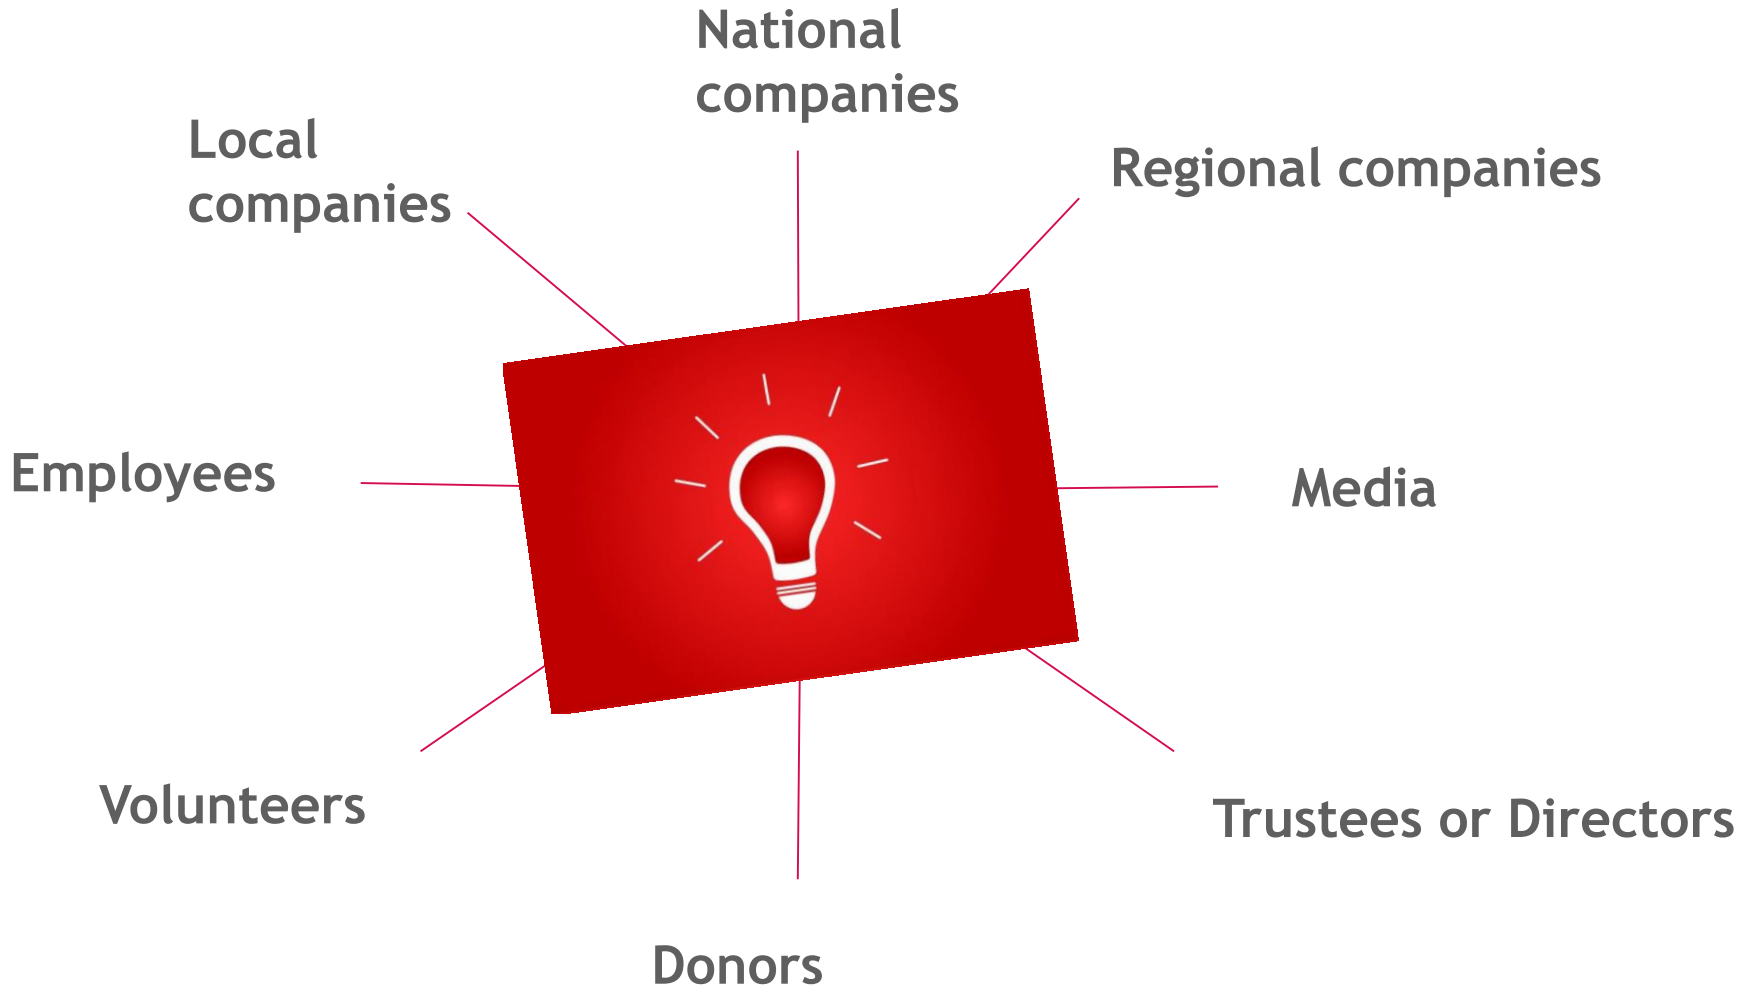 National
companies
Local
companies
Regional companies
Employees
Media
Volunteers
Trustees or Directors
Donors